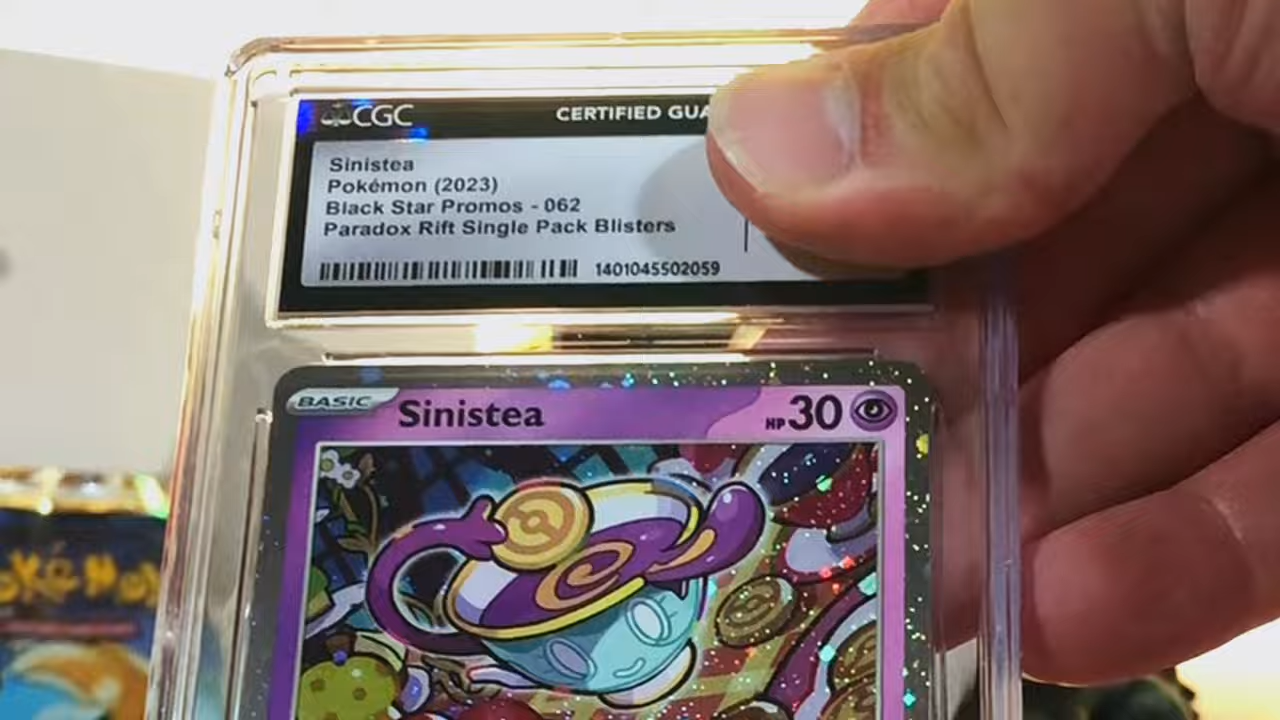 CGC
CERTIFIED
Sinistea
Pokémon (2023)
Black Star Promos - 062
Paradox Rift Single Pack Blisters
1401045502059
BASIC
Sinistea
HP 30